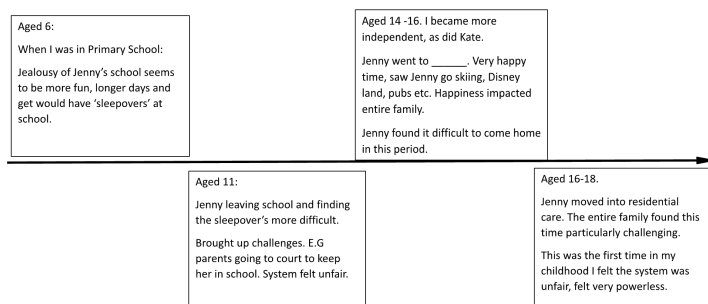 Aged 6:
When I was in Primary School:
Jealousy of Jenny's school seems
to be more fun, longer days and
get would have 'sleepovers' at
school.
Aged 11:
Jenny leaving school and finding
the sleepover's more difficult.
Brought up challenges. E.G
parents going to court to keep
her in school. System felt unfair.
Aged 14 -16. I became more
independent, as did Kate.
Jenny went to ______. Very happy
time, saw Jenny go skiing, Disney
land, pubs etc. Happiness impacted
entire family.
Jenny found it difficult to come home
in this period.
Aged 16-18.
Jenny moved into residential
care. The entire family found this
time particularly challenging.
This was the first time in my
childhood I felt the system was
unfair, felt very powerless.